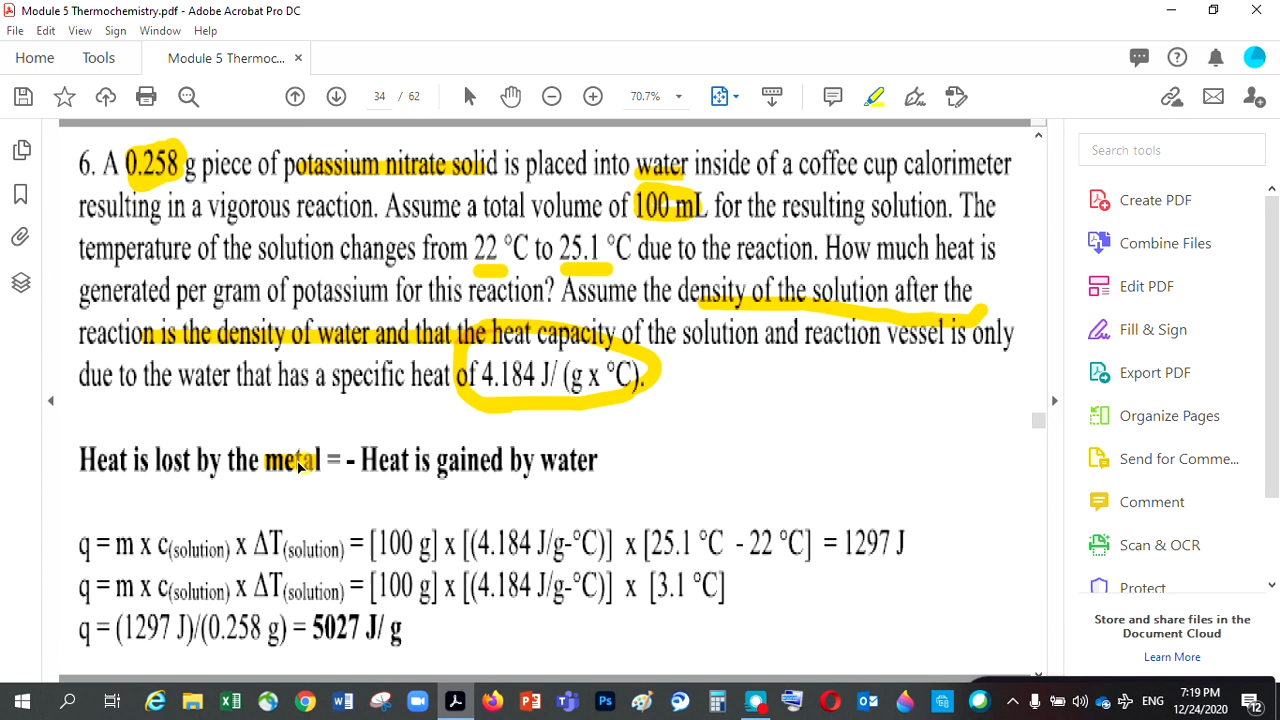 Module 5 Thermochemistry.pdf - Adobe Acrobat Pro DC
File Edit View Sign Window Help
Home Tools Module 5 Thermoc... ×
34 / 62 70.7%
6. A 0.258 g piece of potassium nitrate solid is placed into water inside of a coffee cup calorimeter
resulting in a vigorous reaction. Assume a total volume of 100 mL for the resulting solution. The
temperature of the solution changes from 22 °C to 25.1 °C due to the reaction. How much heat is
generated per gram of potassium for this reaction? Assume the density of the solution after the
reaction is the density of water and that the heat capacity of the solution and reaction vessel is only
due to the water that has a specific heat of 4.184 J/ (g x °C).
Heat is lost by the metal = - Heat is gained by water
q = m x c(solution) x ΔT(solution) = [100 g] x [(4.184 J/g-°C)] x [25.1 °C - 22 °C] = 1297 J
q = m x c(solution) x ΔT(solution) = [100 g] x [(4.184 J/g-°C)] x [3.1 °C]
q = (1297 J)/(0.258 g) = 5027 J/ g
Search tools
Create PDF
Combine Files
Edit PDF
Fill & Sign
Export PDF
Organize Pages
Send for Comme...
Comment
Scan & OCR
Protect
Store and share files in the
Document Cloud
Learn More
ENG
7:19 PM
12/24/2020
12